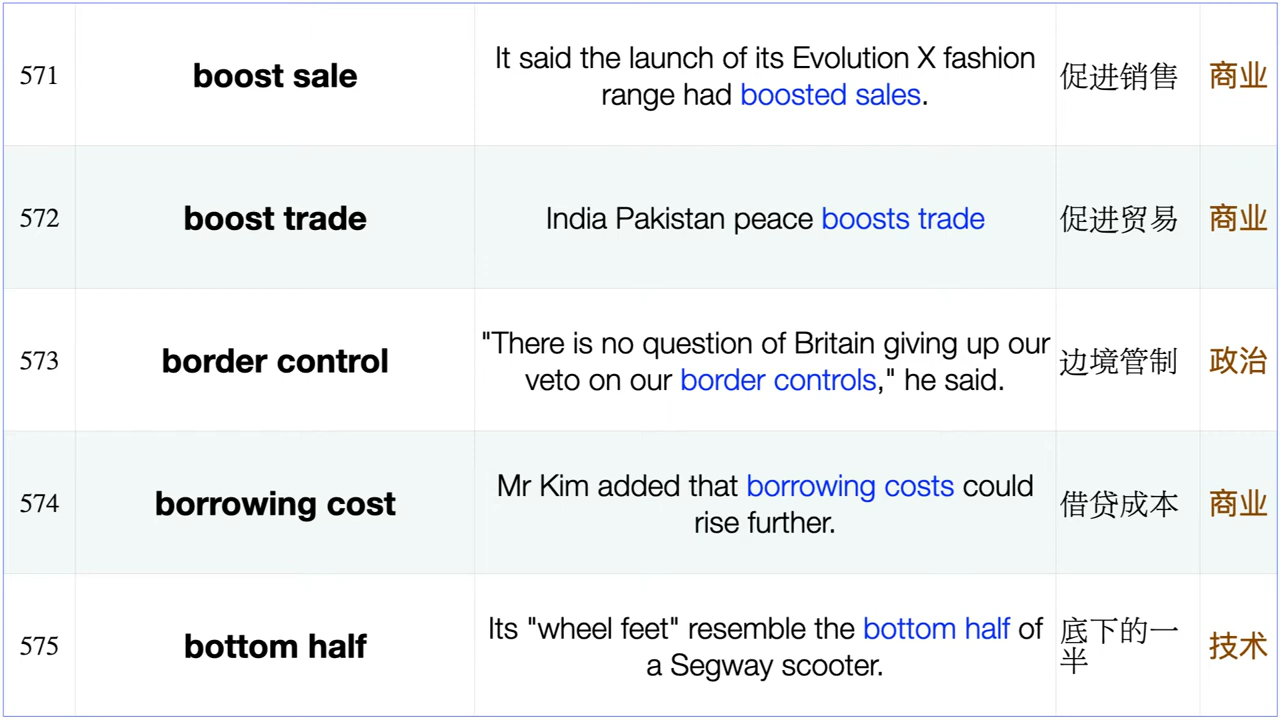 571
boost sale
It said the launch of its Evolution X fashion
range had boosted sales.
促进销售
商业
572
boost trade
India Pakistan peace boosts trade
促进贸易
商业
573
border control
"There is no question of Britain giving up our
veto on our border controls," he said.
边境管制
政治
574
borrowing cost
Mr Kim added that borrowing costs could
rise further.
借贷成本
商业
575
bottom half
Its "wheel feet" resemble the bottom half of
a Segway scooter.
底下的一
半
技术